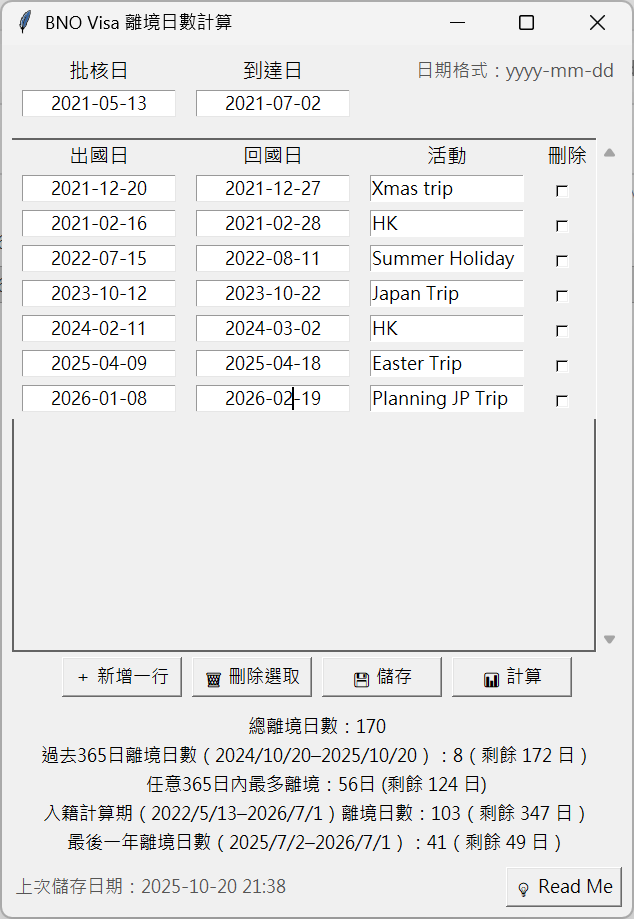 BNO Visa 離境日數計算
批核日 到達日 日期格式：yyyy-mm-dd
2021-05-13 2021-07-02
出國日 回國日 活動 刪除
2021-12-20 2021-12-27 Xmas trip
2021-02-16 2021-02-28 HK
2022-07-15 2022-08-11 Summer Holiday
2023-10-12 2023-10-22 Japan Trip
2024-02-11 2024-03-02 HK
2025-04-09 2025-04-18 Easter Trip
2026-01-08 2026-02-19 Planning JP Trip
+ 新增一行 刪除選取 儲存 計算
總離境日數：170
過去365日離境日數（2024/10/20–2025/10/20）：8（剩餘 172 日）
任意365日內最多離境：56日 (剩餘 124 日)
入籍計算期（2022/5/13–2026/7/1）離境日數：103（剩餘 347 日）
最後一年離境日數（2025/7/2–2026/7/1）：41（剩餘 49 日）
上次儲存日期：2025-10-20 21:38 Read Me